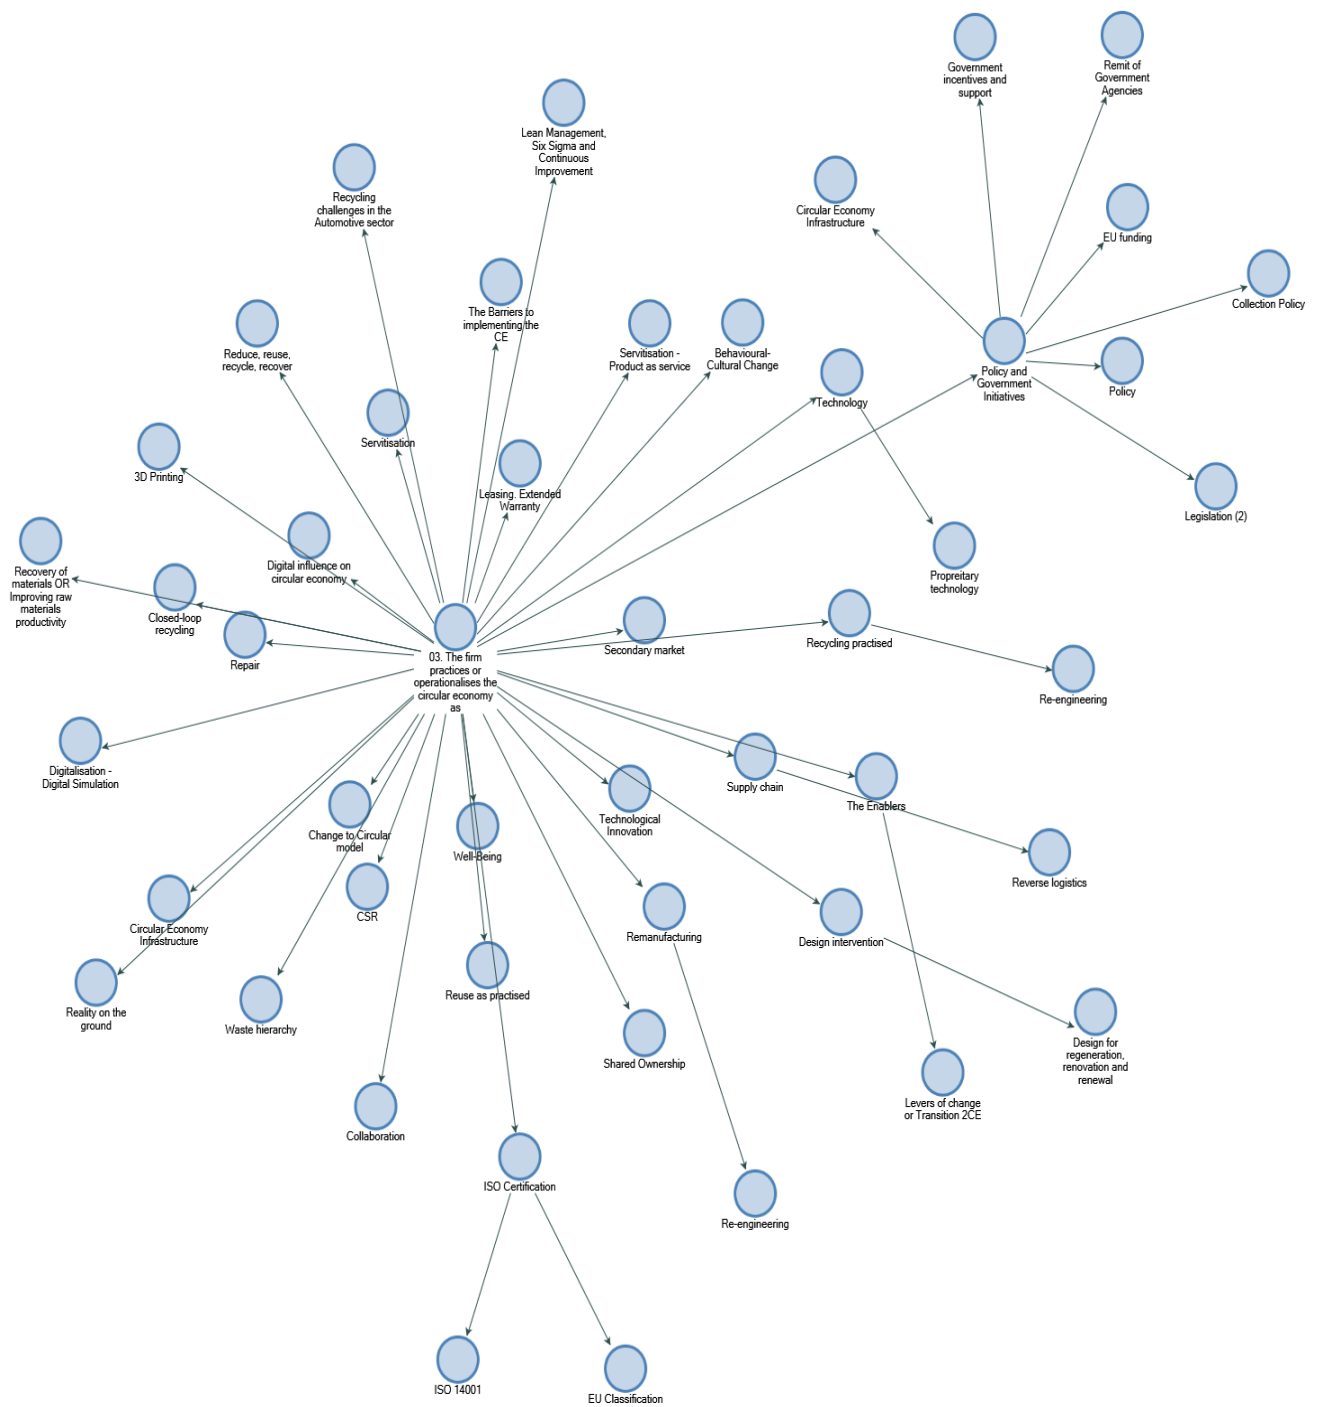 Government
incentives and
support
Remit of
Government
Agencies
Lean Management,
Six Sigma and
Continuous
Improvement
Recycling
challenges in the
Automotive sector
Circular Economy
Infrastructure
EU funding
Collection Policy
The Barriers to
implementing the
CE
Reduce, reuse,
recycle, recover
Servitisation -
Product as service
Behavioural-
Cultural Change
Policy and
Government
Initiatives
Policy
Technology
Servitisation
3D Printing
Leasing. Extended
Warranty
Legislation (2)
Digital influence on
circular economy
Recovery of
materials OR
Improving raw
materials
productivity
Closed-loop
recycling
Propreitary
technology
Repair
03. The firm
practices or
operationalises the
circular economy
as
Secondary market
Recycling practised
Re-engineering
Digitalisation -
Digital Simulation
Change to Circular
model
Well-Being
Technological
Innovation
Supply chain
The Enablers
Reverse logistics
CSR
Circular Economy
Infrastructure
Remanufacturing
Design intervention
Reality on the
ground
Waste hierarchy
Reuse as practised
Shared Ownership
Design for
regeneration,
renovation and
renewal
Levers of change
or Transition 2CE
Collaboration
ISO Certification
Re-engineering
ISO 14001
EU Classification